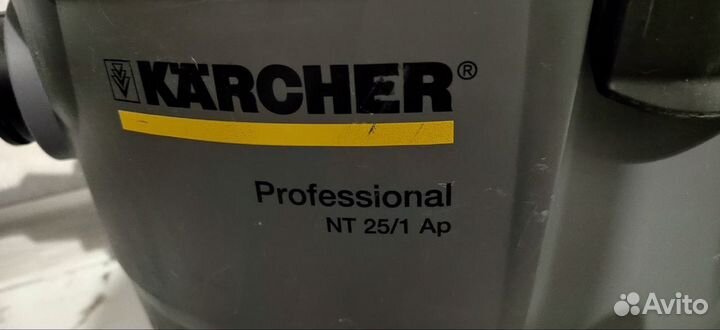 KÄRCHER®
Professional
NT 25/1 Ap
Avito